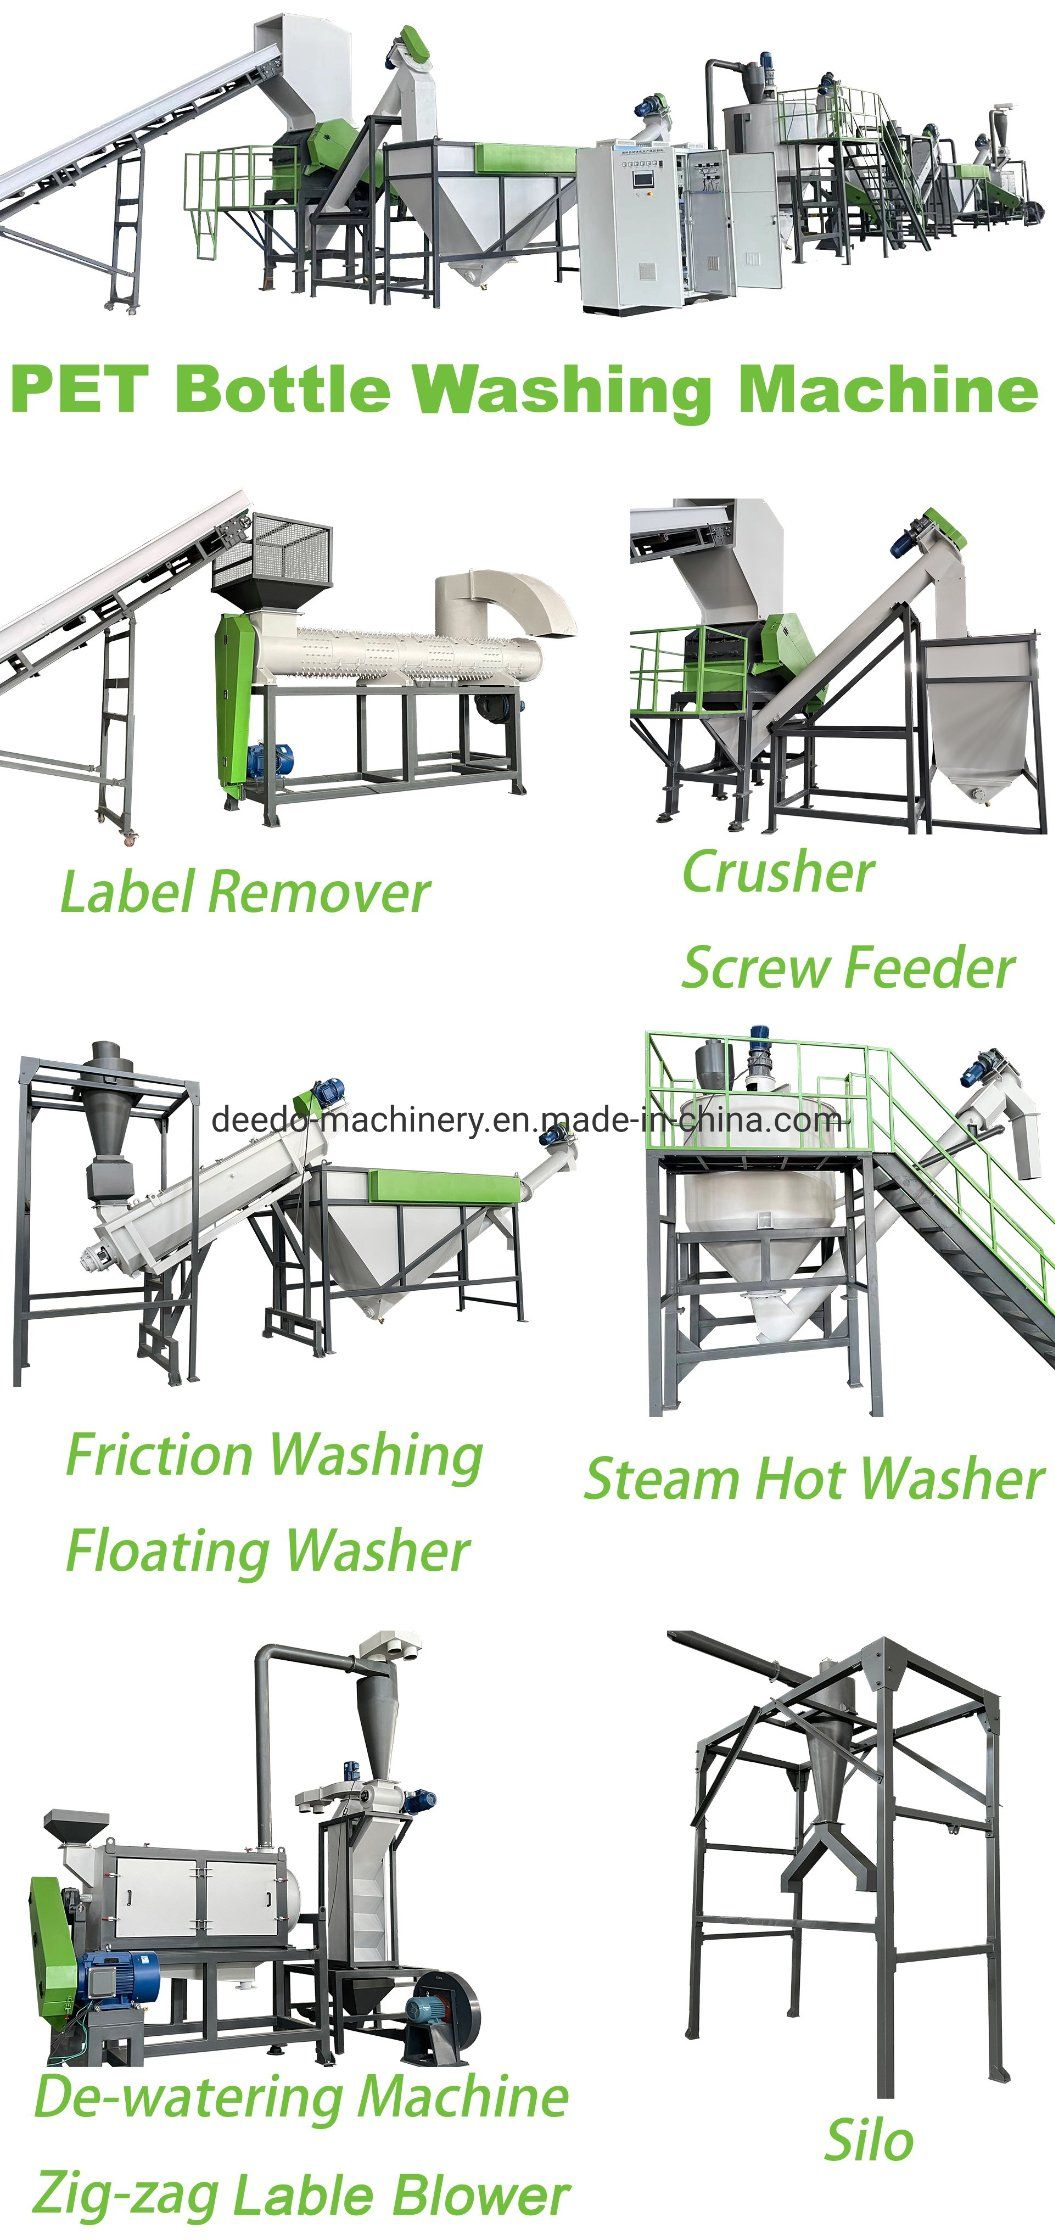 PET Bottle Washing Machine
Label Remover
Crusher
Screw Feeder
deedo-machinery.en.made-in-china.com
Friction Washing
Floating Washer
Steam Hot Washer
De-watering Machine
Zig-zag Lable Blower
Silo